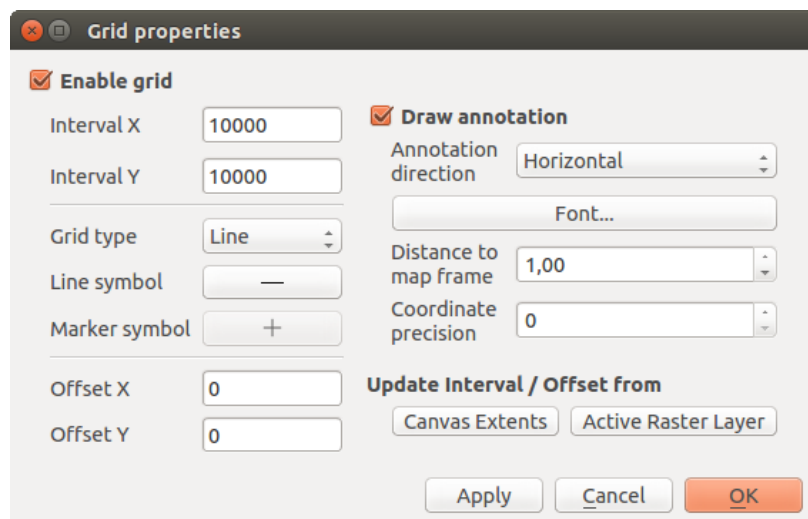 Grid properties
Enable grid
Interval X 10000
Interval Y 10000
Grid type Line
Line symbol
Marker symbol
Offset X 0
Offset Y 0
Draw annotation
Annotation
direction
Horizontal
Font...
Distance to
map frame
1,00
Coordinate
precision
0
Update Interval / Offset from
Canvas Extents Active Raster Layer
Apply Cancel OK